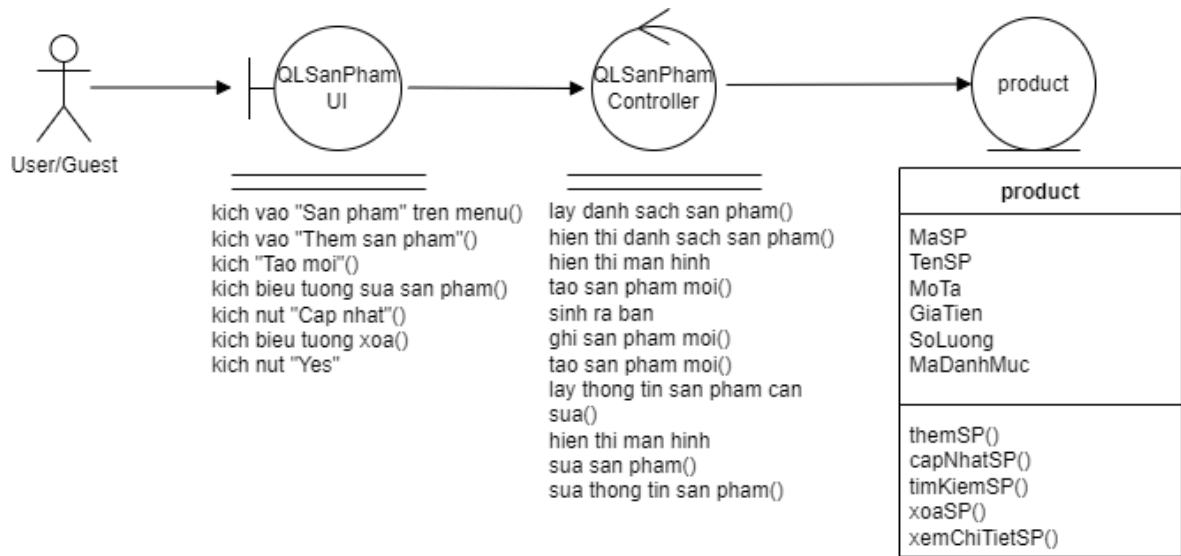 QLSanPham
UI
QLSanPham
Controller
product
User/Guest
kich vao "San pham" tren menu()
kich vao "Them san pham"()
kich "Tao moi"()
kich bieu tuong sua san pham()
kich nut "Cap nhat"()
kich bieu tuong xoa()
kich nut "Yes"
lay danh sach san pham()
hien thi danh sach san pham()
hien thi man hinh
tao san pham moi()
sinh ra ban
ghi san pham moi()
tao san pham moi()
lay thong tin san pham can
sua()
hien thi man hinh
sua san pham()
sua thong tin san pham()
product
MaSP
TenSP
MoTa
GiaTien
SoLuong
MaDanhMuc
themSP()
capNhatSP()
timKiemSP()
xoaSP()
xemChiTietSP()